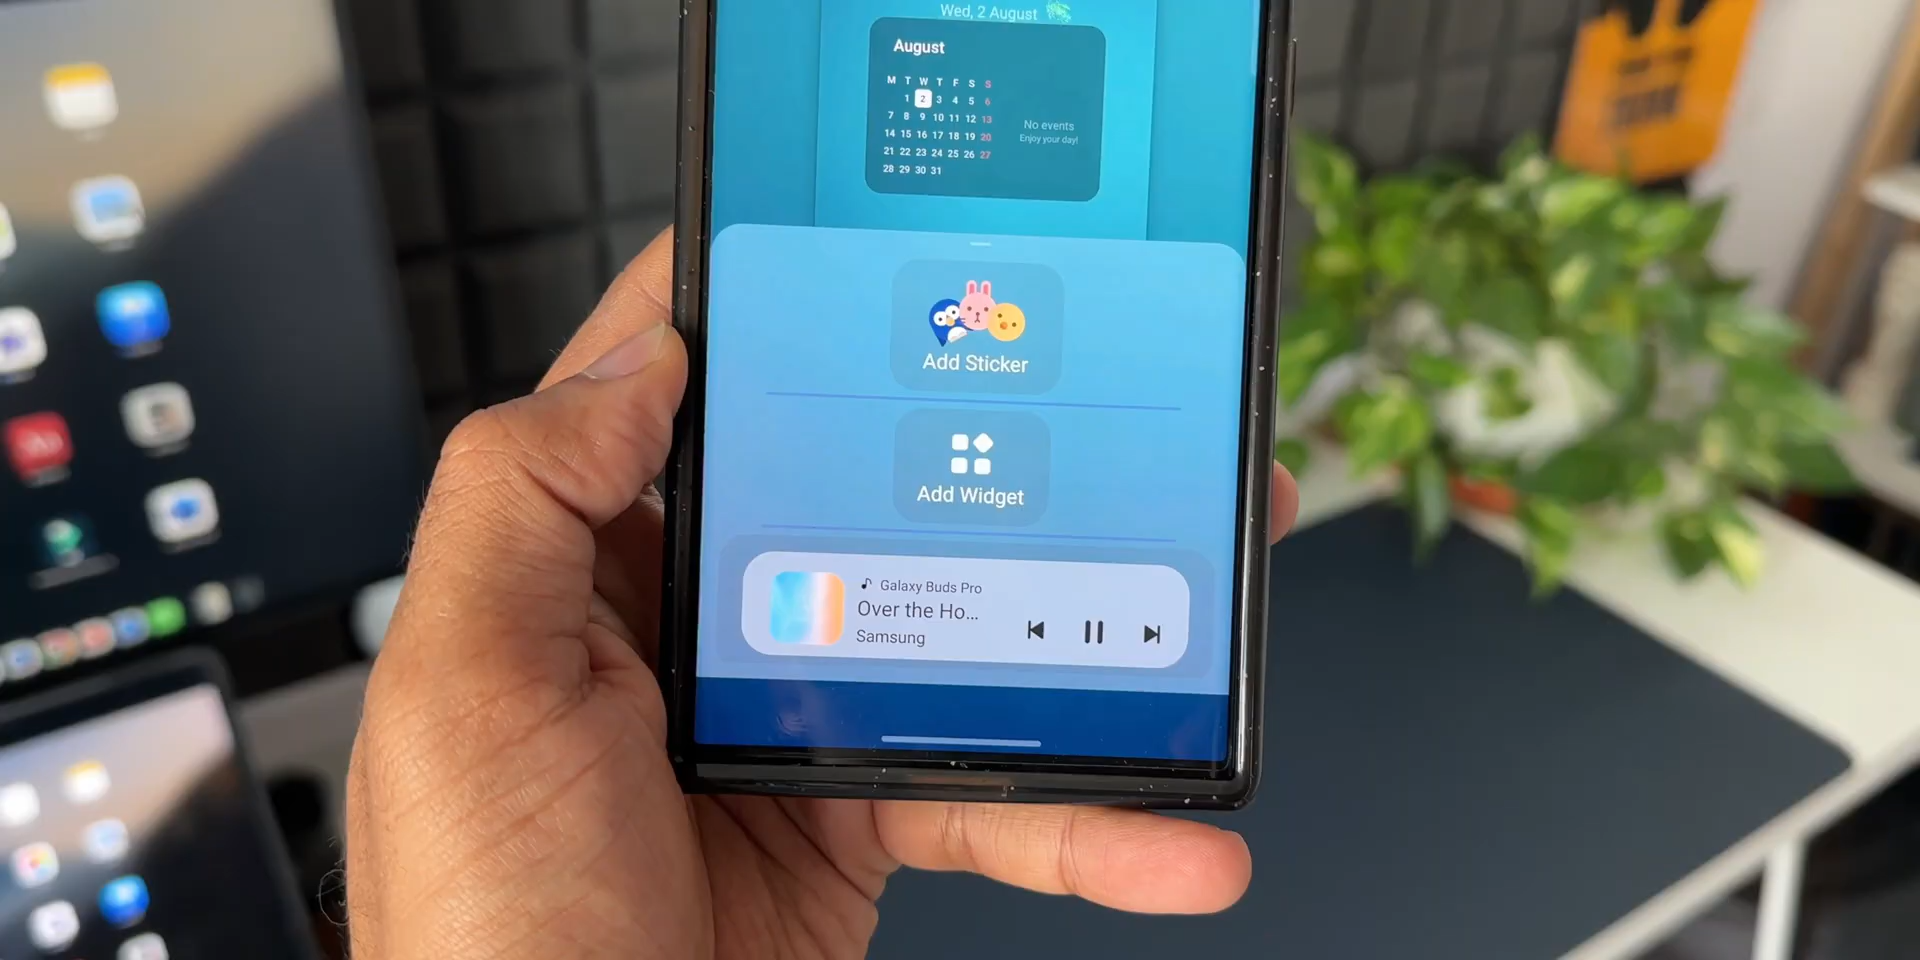 Wed, 2 August
August
M T W T F S S
1 2 3 4 5 6
7 8 9 10 11 12 13
14 15 16 17 18 19 20
21 22 23 24 25 26 27
28 29 30 31
No events
Enjoy your day!
Add Sticker
Add Widget
Galaxy Buds Pro
Over the Ho...
Samsung